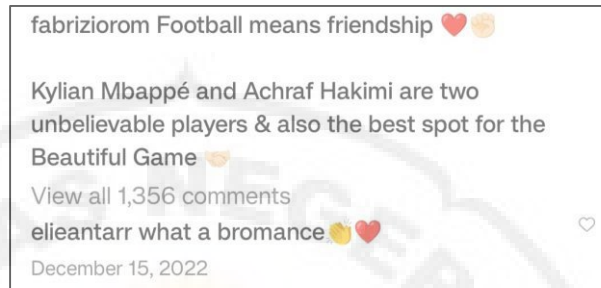 fabriziorom Football means friendship ❤️✊🏻
Kylian Mbappé and Achraf Hakimi are two
unbelievable players & also the best spot for the
Beautiful Game 🤝🏻
View all 1,356 comments
elieantarr what a bromance👏❤️
December 15, 2022